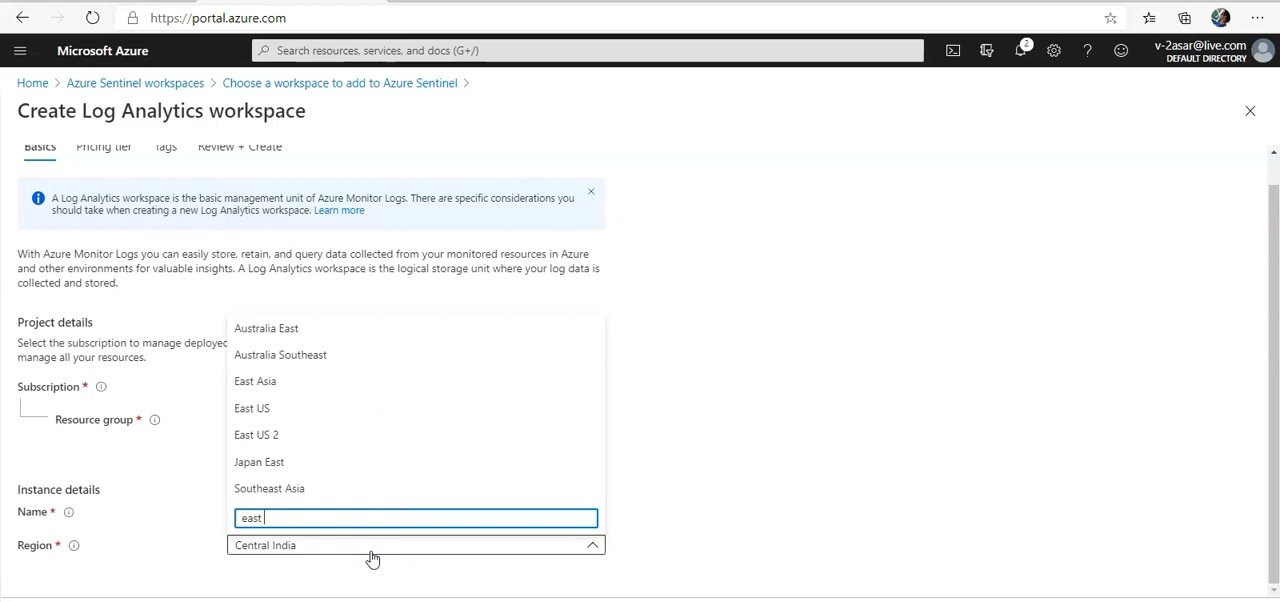 https://portal.azure.com
Microsoft Azure
Search resources, services, and docs (G+/)
2
v-2asar@live.com
DEFAULT DIRECTORY
Home > Azure Sentinel workspaces > Choose a workspace to add to Azure Sentinel >
Create Log Analytics workspace
Basics Pricing tier Tags Review + Create
A Log Analytics workspace is the basic management unit of Azure Monitor Logs. There are specific considerations you
should take when creating a new Log Analytics workspace. Learn more
With Azure Monitor Logs you can easily store, retain, and query data collected from your monitored resources in Azure
and other environments for valuable insights. A Log Analytics workspace is the logical storage unit where your log data is
collected and stored.
Project details
Select the subscription to manage deployed
manage all your resources.
Subscription *
Resource group *
Instance details
Name *
Region *
Australia East
Australia Southeast
East Asia
East US
East US 2
Japan East
Southeast Asia
east
Central India